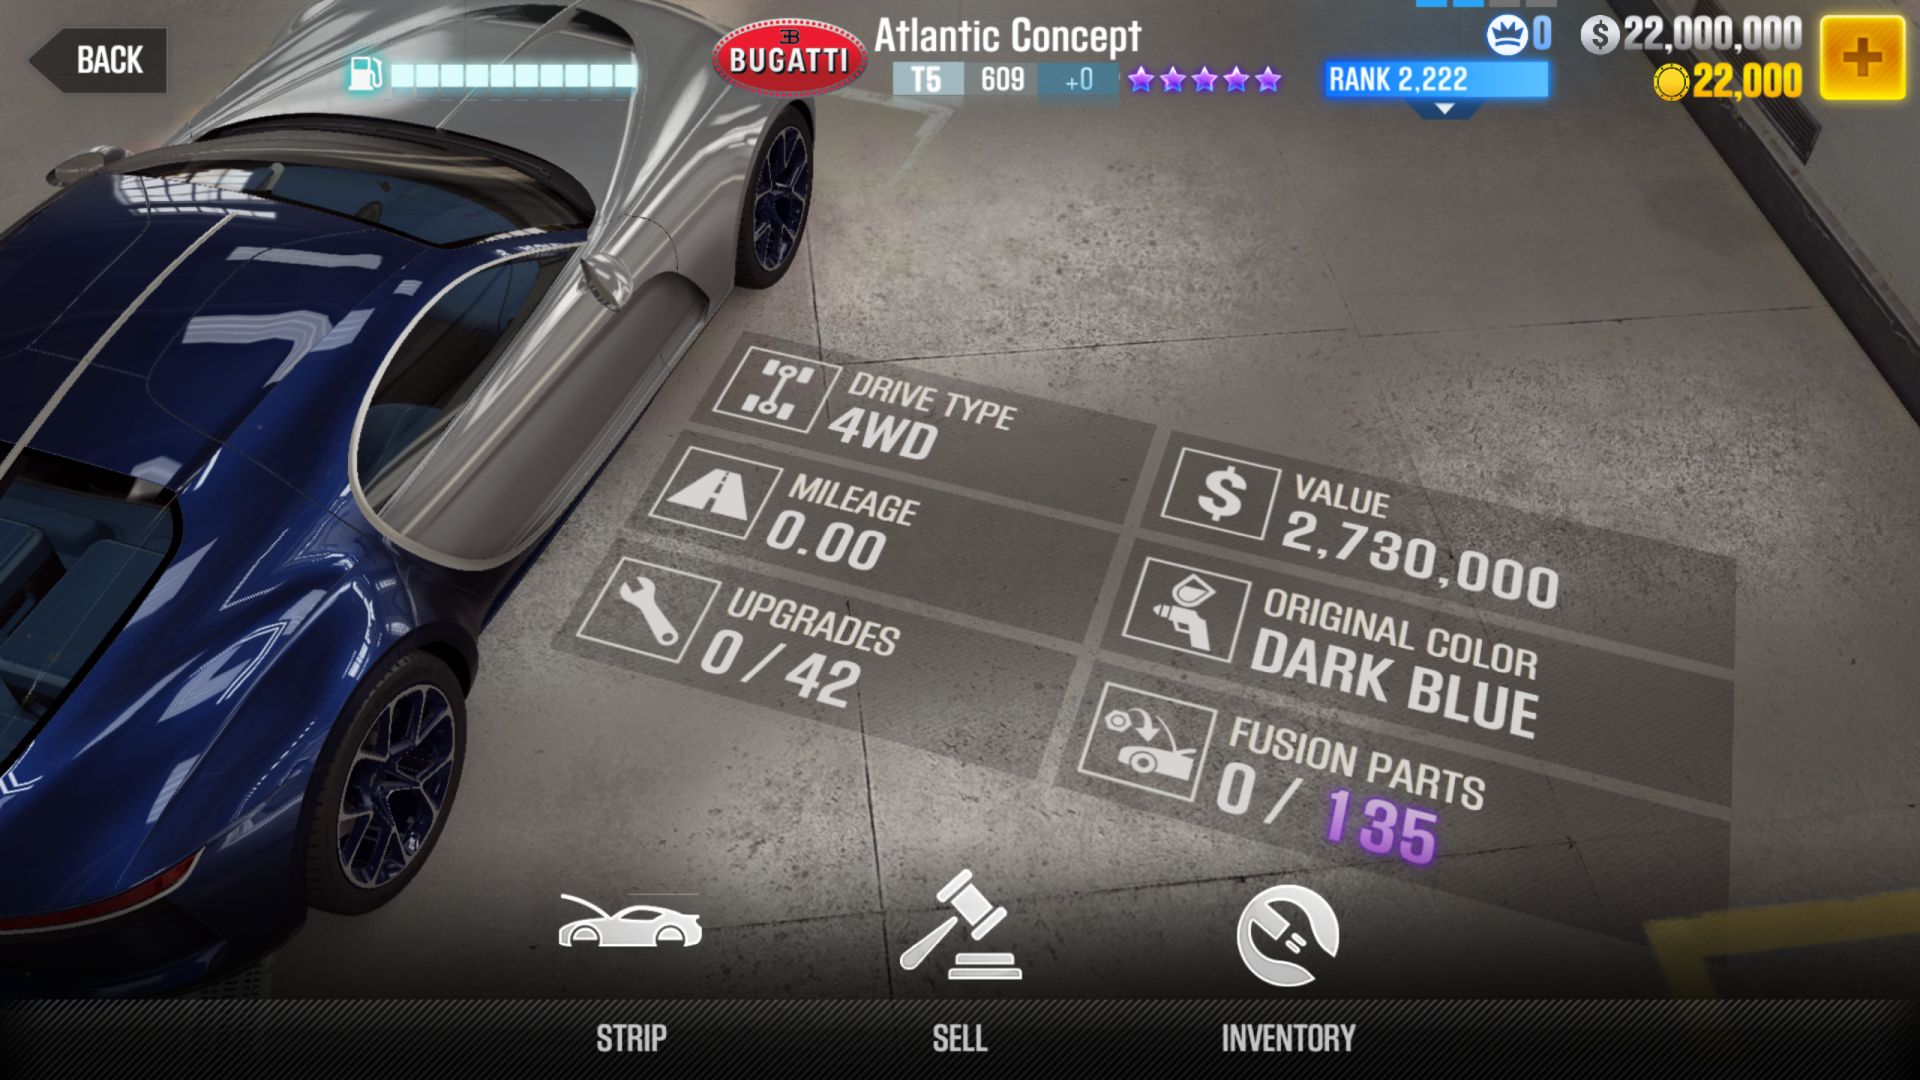 BACK
BUGATTI
Atlantic Concept
T5 609 +0
RANK 2,222
0
$ 22,000,000
22,000
DRIVE TYPE
4WD
MILEAGE
0.00
UPGRADES
0 / 42
$ VALUE
2,730,000
ORIGINAL COLOR
DARK BLUE
FUSION PARTS
0 / 135
STRIP
SELL
INVENTORY